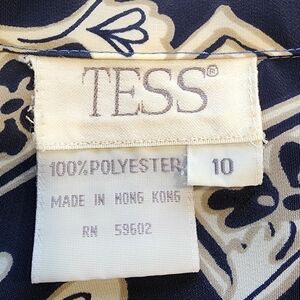 TESS®
100% POLYESTER
10
MADE IN HONG KONG
RN 59602